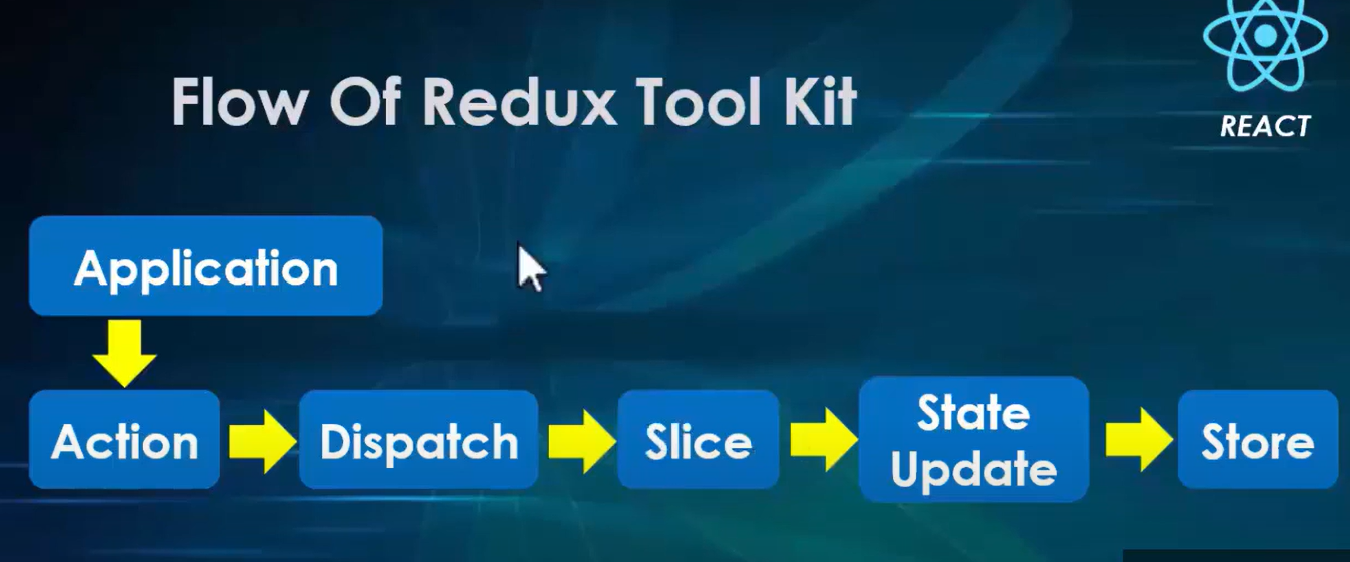 Flow Of Redux Tool Kit
REACT
Application
Action
Dispatch
Slice
State
Update
Store